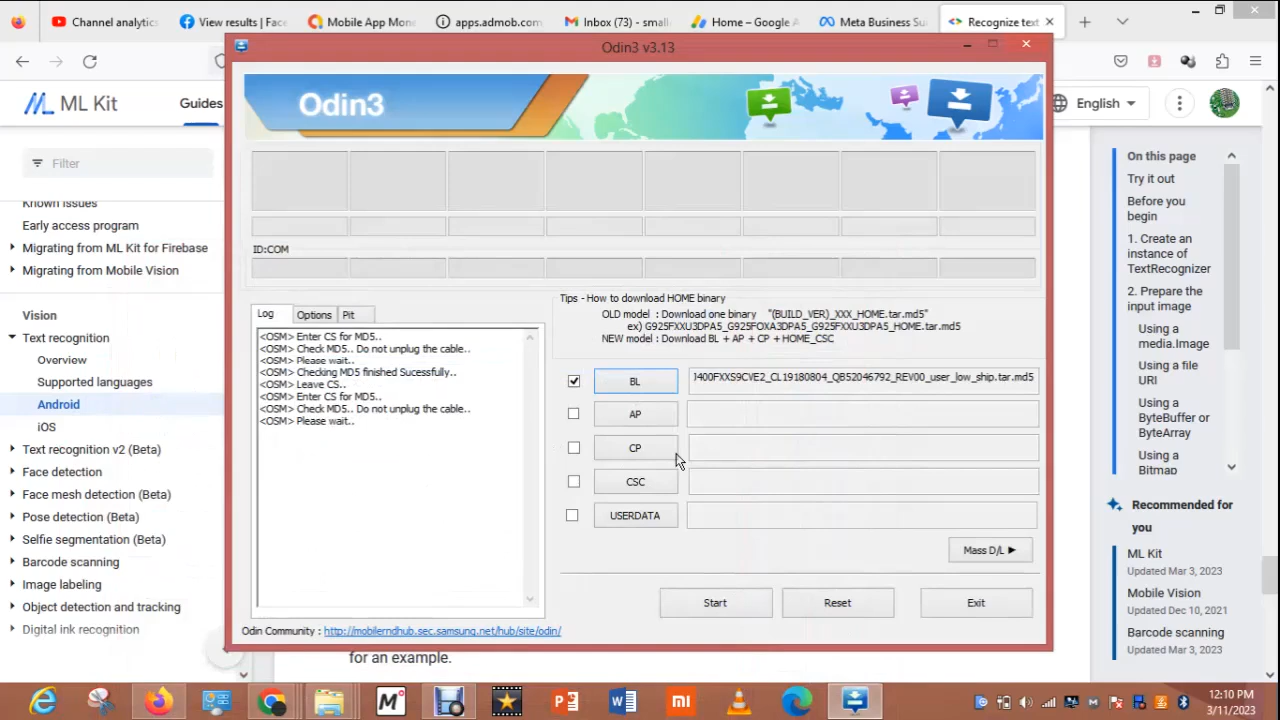 Channel analytic
View results | Fac
Mobile App Mon
apps.admob.com
Inbox (73) - small
Home – Google A
Meta Business Su
Recognize text
Odin3 v3.13
ML Kit
Guides
English
Odin3
Filter
Known issues
Early access program
Migrating from ML Kit for Firebase
Migrating from Mobile Vision
Vision
Text recognition
Overview
Supported languages
Android
iOS
Text recognition v2 (Beta)
Face detection
Face mesh detection (Beta)
Pose detection (Beta)
Selfie segmentation (Beta)
Barcode scanning
Image labeling
Object detection and tracking
Digital ink recognition
ID:COM
Log
Options
Pit
<OSM> Enter CS for MD5..
<OSM> Check MD5.. Do not unplug the cable..
<OSM> Please wait..
<OSM> Checking MD5 finished Sucessfully..
<OSM> Leave CS..
<OSM> Enter CS for MD5..
<OSM> Check MD5.. Do not unplug the cable..
<OSM> Please wait..
Tips - How to download HOME binary
OLD model : Download one binary "(BUILD_VER)_XXX_HOME.tar.md5"
ex) G925FXXU3DPA5_G925FOXA3DPA5_G925FXXU3DPA5_HOME.tar.md5
NEW model : Download BL + AP + CP + HOME_CSC
BL
J400FXXS9CVE2_CL19180804_QB52046792_REV00_user_low_ship.tar.md5
AP
CP
CSC
USERDATA
Mass D/L
Start
Reset
Exit
Odin Community : http://mobilerndhub.sec.samsung.net/hub/site/odin/
for an example.
On this page
Try it out
Before you
begin
1. Create an
instance of
TextRecognizer
2. Prepare the
input image
Using a
media.Image
Using a file
URI
Using a
ByteBuffer or
ByteArray
Using a
Bitmap
Recommended for
you
ML Kit
Updated Mar 3, 2023
Mobile Vision
Updated Dec 10, 2021
Barcode scanning
Updated Mar 3, 2023
12:10 PM
3/11/2023